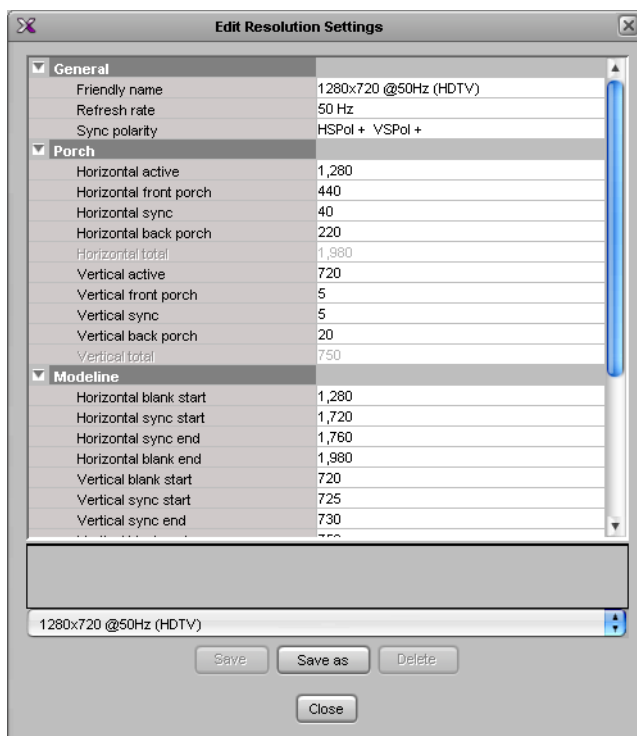 Edit Resolution Settings
General
Friendly name 1280x720 @50Hz (HDTV)
Refresh rate 50 Hz
Sync polarity HSPol + VSPol +
Porch
Horizontal active 1,280
Horizontal front porch 440
Horizontal sync 40
Horizontal back porch 220
Horizontal total 1,980
Vertical active 720
Vertical front porch 5
Vertical sync 5
Vertical back porch 20
Vertical total 750
Modeline
Horizontal blank start 1,280
Horizontal sync start 1,720
Horizontal sync end 1,760
Horizontal blank end 1,980
Vertical blank start 720
Vertical sync start 725
Vertical sync end 730
1280x720 @50Hz (HDTV)
Save Save as Delete
Close